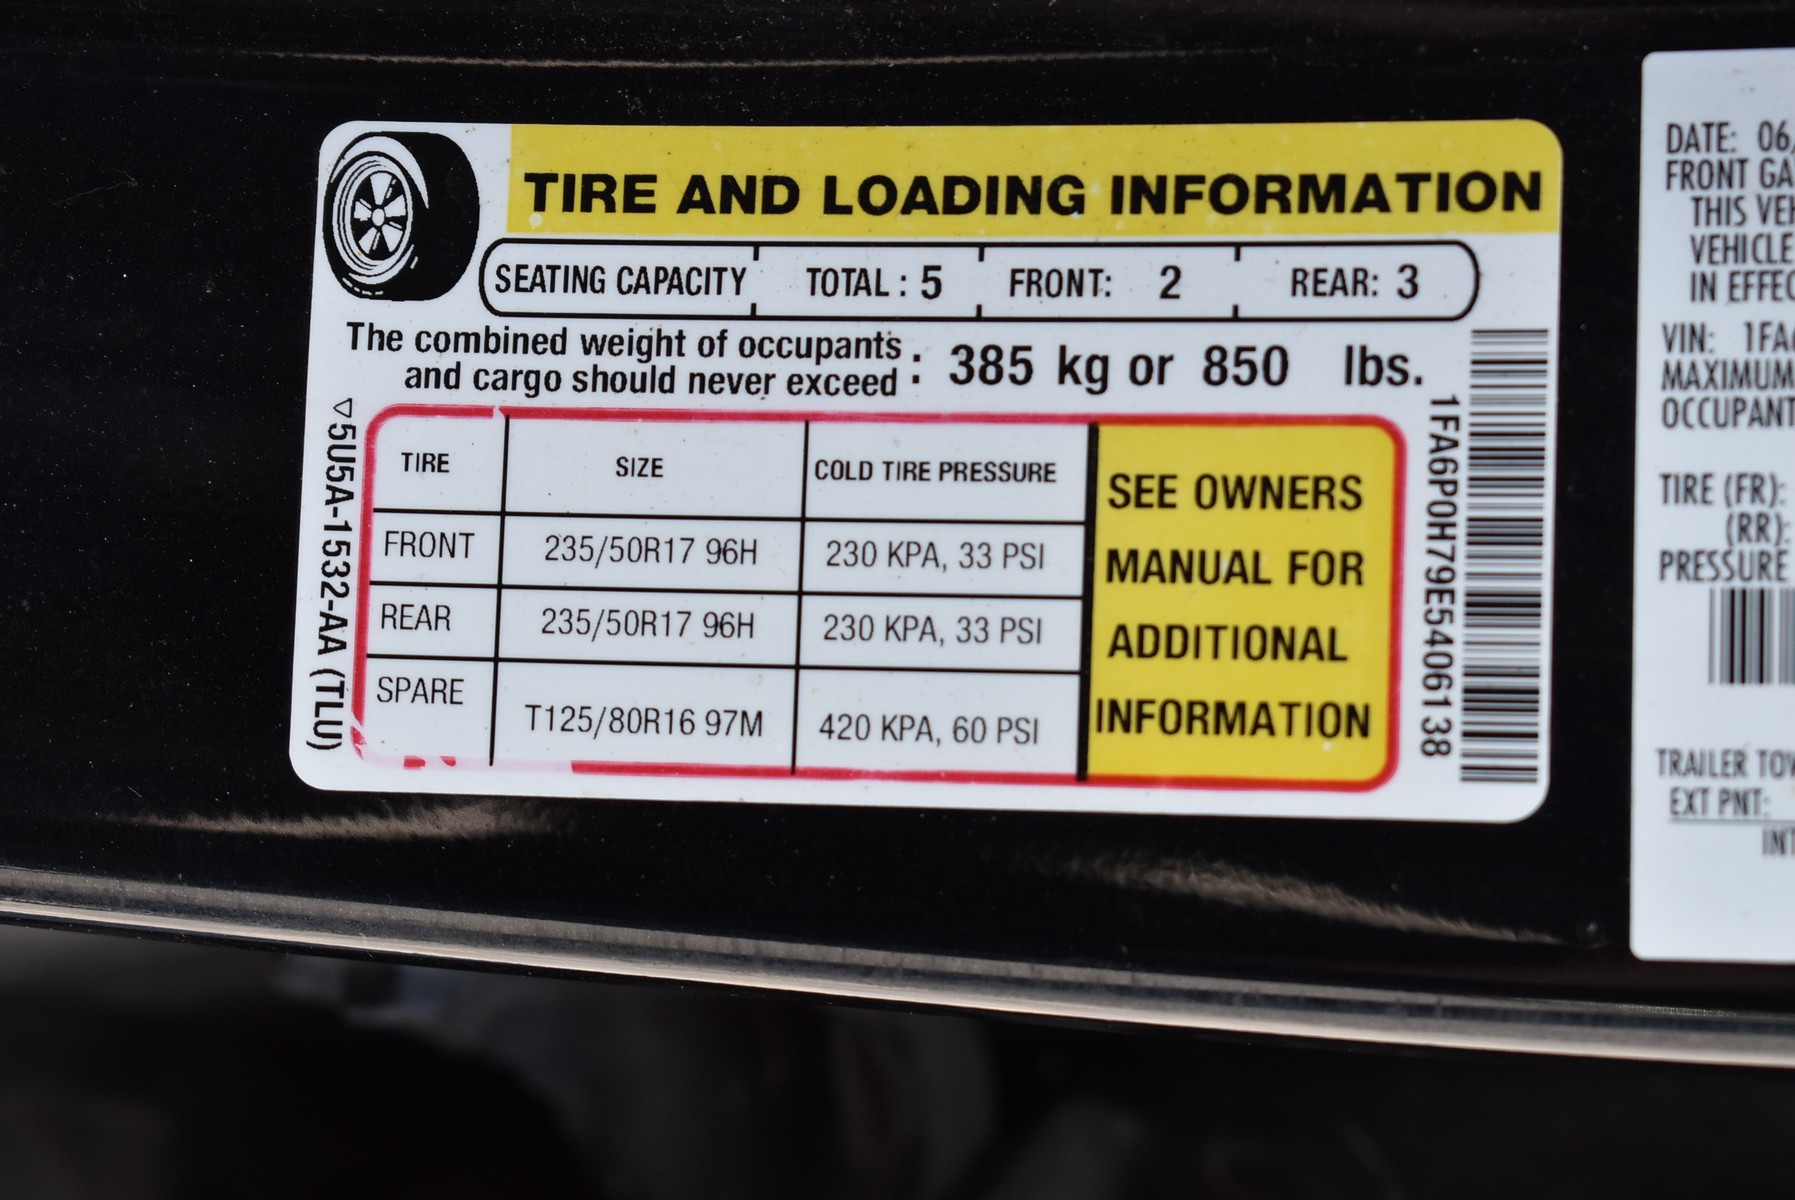 TIRE AND LOADING INFORMATION
SEATING CAPACITY TOTAL : 5 FRONT: 2 REAR: 3
The combined weight of occupants
and cargo should never exceed : 385 kg or 850 lbs.
TIRE SIZE COLD TIRE PRESSURE
FRONT 235/50R17 96H 230 KPA, 33 PSI
REAR 235/50R17 96H 230 KPA, 33 PSI
SPARE T125/80R16 97M 420 KPA, 60 PSI
SEE OWNERS
MANUAL FOR
ADDITIONAL
INFORMATION
5U5A-1532-AA (TLU)
1FA6P0H79E5406138
DATE: 06
FRONT GA
THIS VEH
VEHICLE
IN EFFEC
VIN: 1FA6
MAXIMUM
OCCUPANT
TIRE (FR):
(RR):
PRESSURE
TRAILER TOW
EXT PNT:
INT